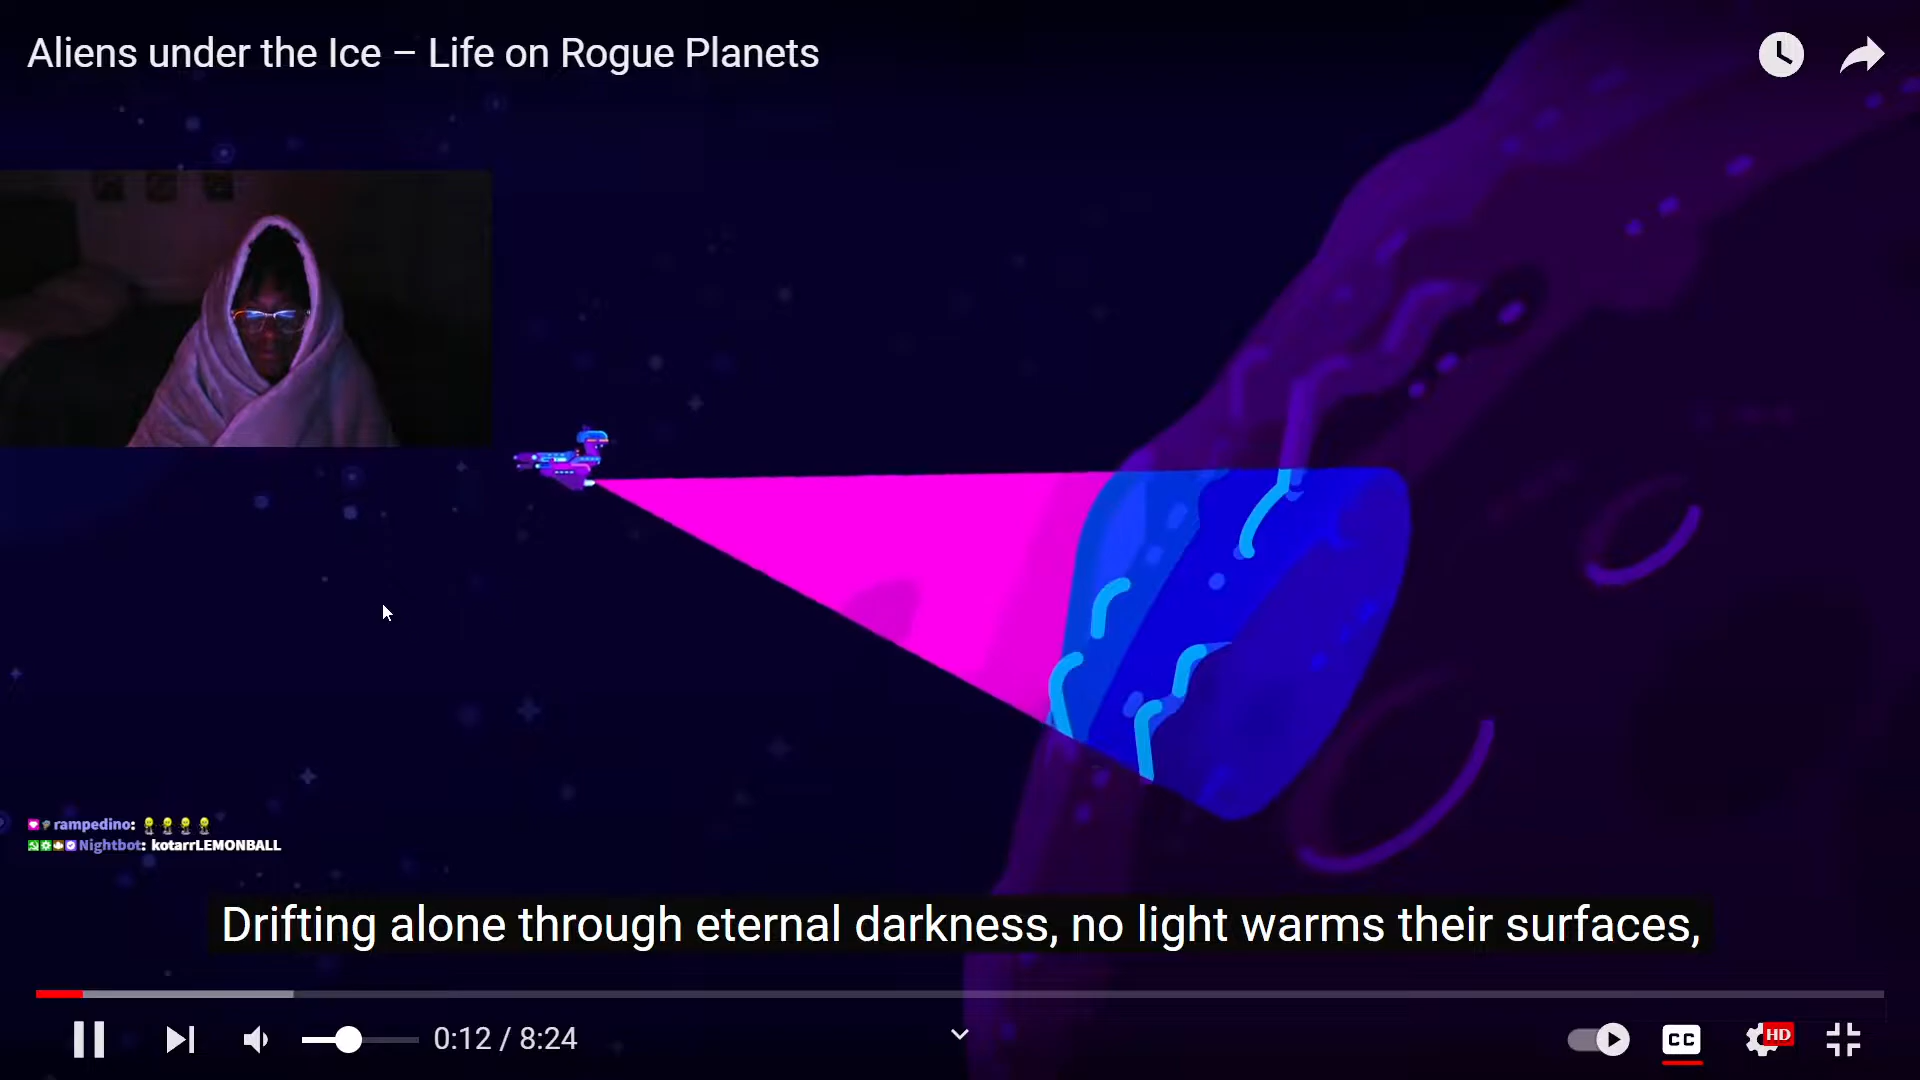 Aliens under the Ice – Life on Rogue Planets
rampedino:
Nightbot: kotarrLEMONBALL
Drifting alone through eternal darkness, no light warms their surfaces,
0:12 / 8:24
CC
HD